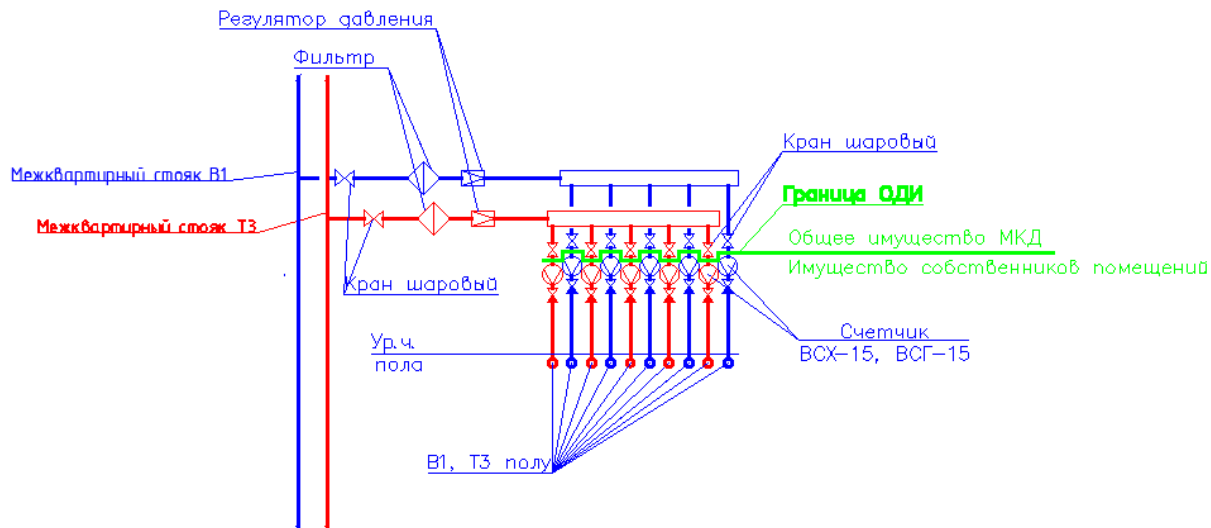 Регулятор давления
Фильтр
Кран шаровый
Межквартирный стояк В1
Граница ОДИ
Межквартирный стояк Т3
Общее имущество МКД
Имущество собственников помещений
Кран шаровый
Счетчик
ВСХ-15, ВСГ-15
Ур.ч.
пола
В1, Т3 полу